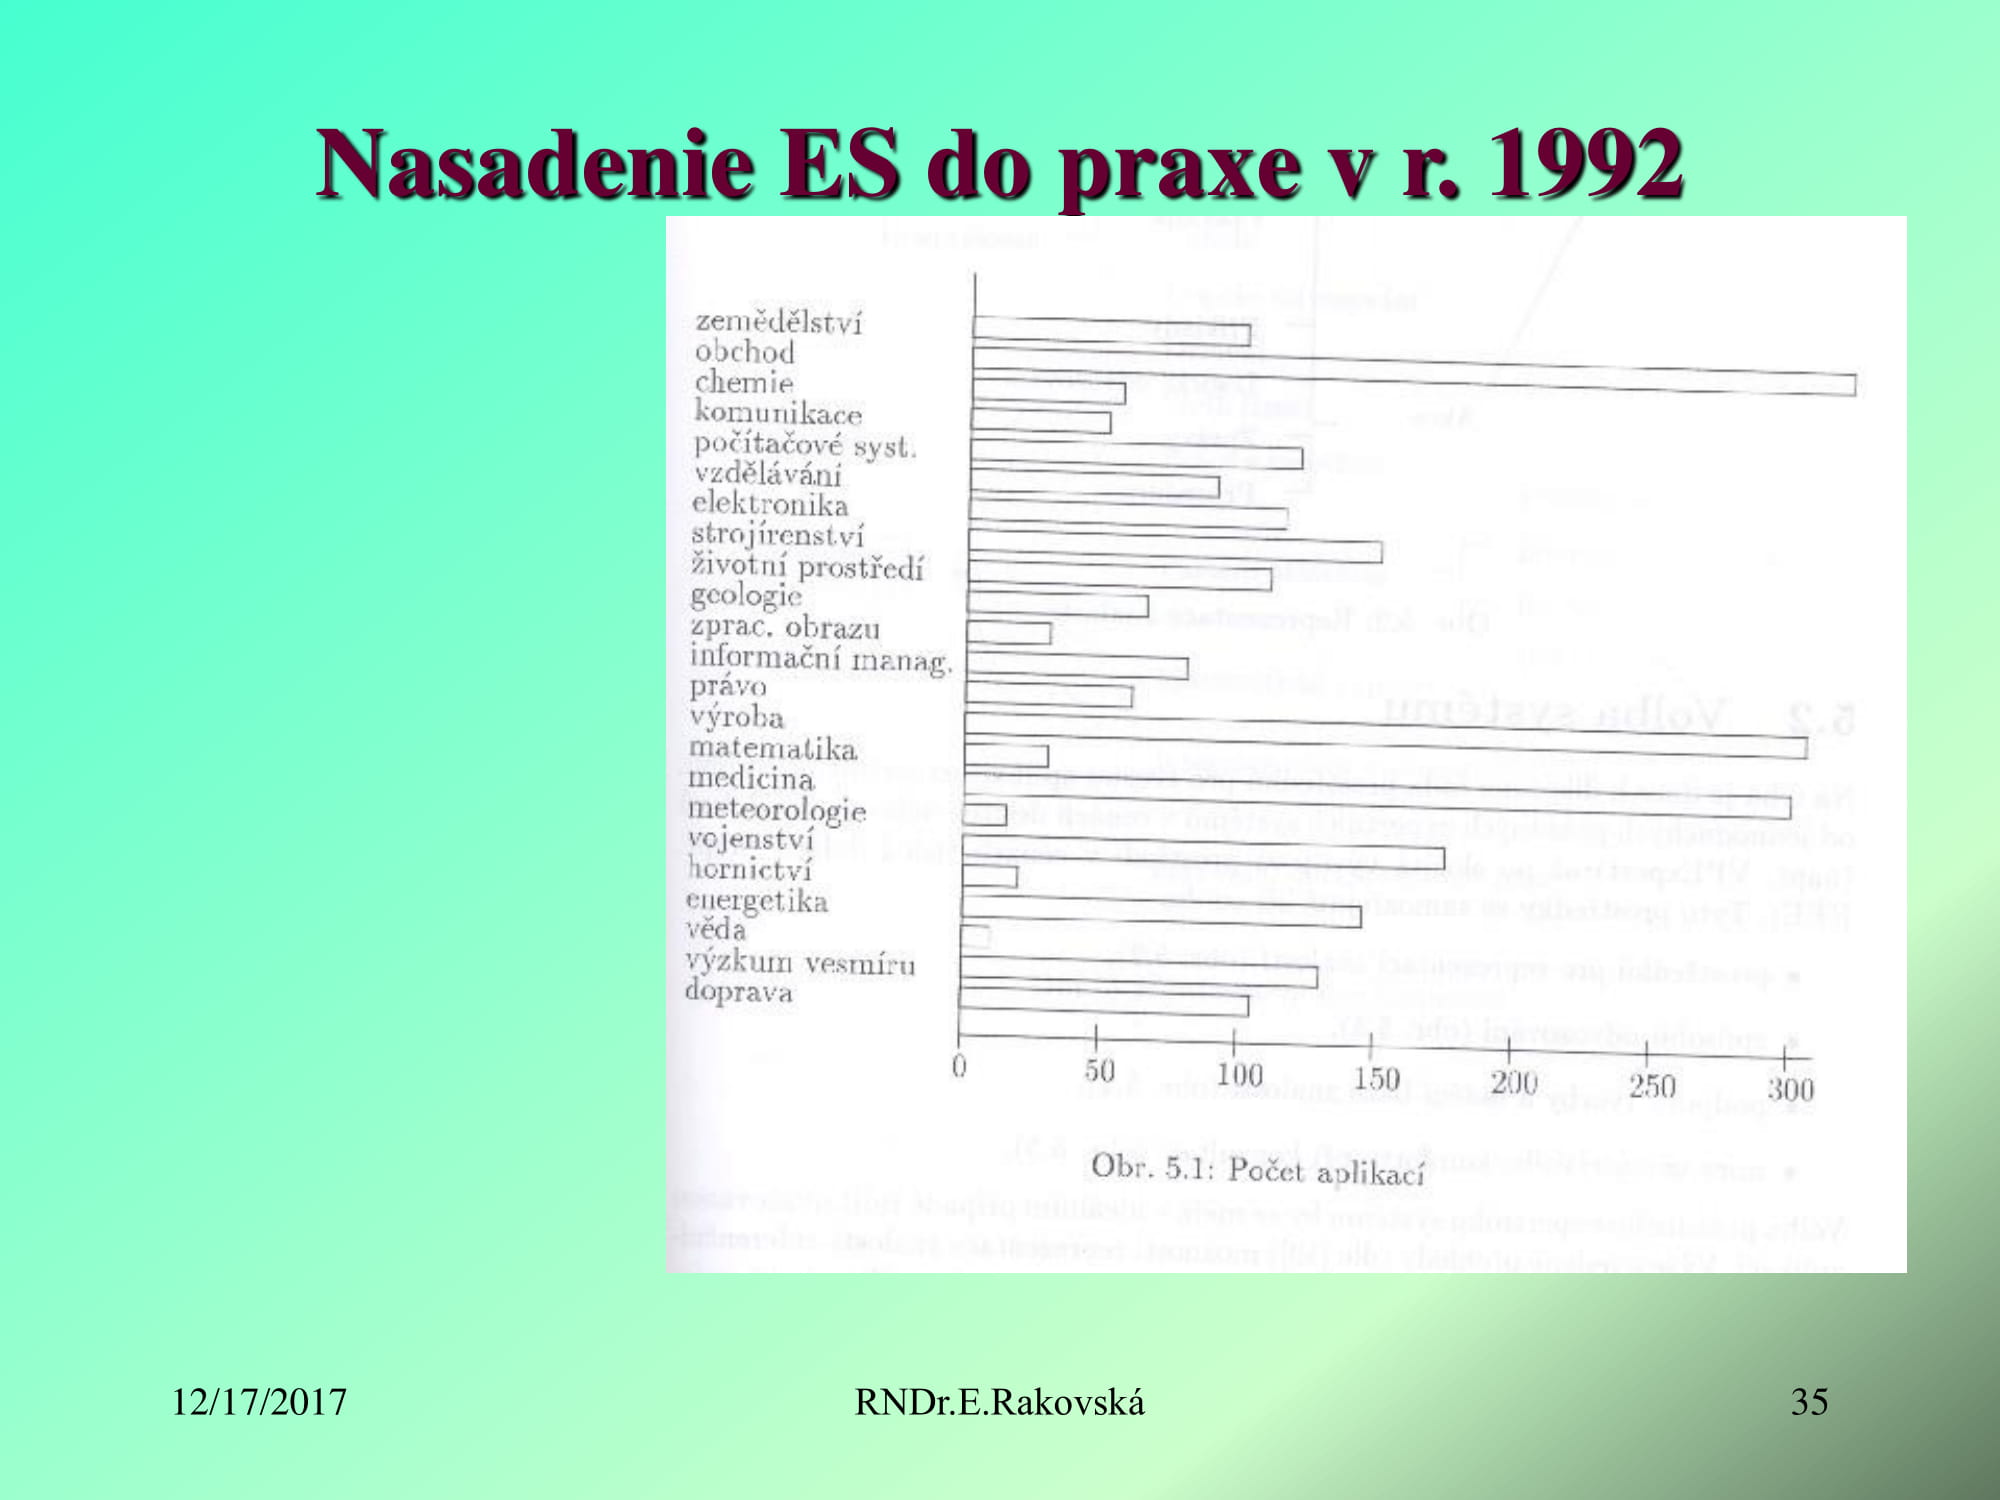 Nasadenie ES do praxe v r. 1992
zemědělství
obchod
chemie
komunikace
počítačové syst.
vzdělávání
elektronika
strojírenství
životní prostředí
geologie
zprac. obrazu
informační manag.
právo
výroba
matematika
medicina
meteorologie
vojenství
hornictví
energetika
věda
výzkum vesmíru
doprava
0 50 100 150 200 250 300
Obr. 5.1: Počet aplikací
12/17/2017 RNDr.E.Rakovská 35